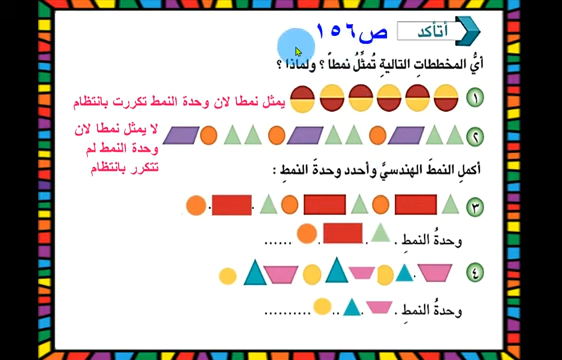 أتأكد ص ١٥٦
أيُّ المخططاتِ التاليةِ تُمثِّلُ نمطاً ؟ ولماذا ؟
١ يمثل نمطا لان وحدة النمط تكررت بانتظام
٢ لا يمثل نمطا لان
وحدة النمط لم
تتكرر بانتظام
أكملِ النمطَ الهندسيَّ وأحدد وحدةَ النمطِ :
٣
وحدةُ النمطِ . . . ......
٤
وحدةُ النمطِ . . . ..........